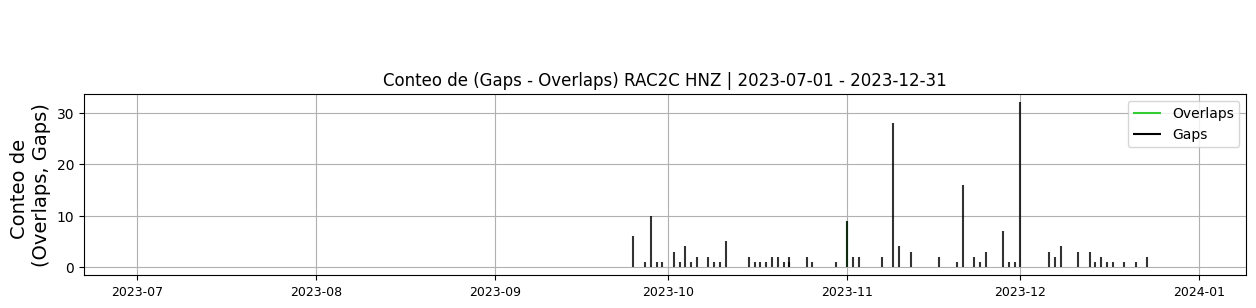 Conteo de (Gaps - Overlaps) RAC2C HNZ | 2023-07-01 - 2023-12-31
Conteo de
(Overlaps, Gaps)
30
20
10
0
Overlaps
Gaps
2023-07
2023-08
2023-09
2023-10
2023-11
2023-12
2024-01